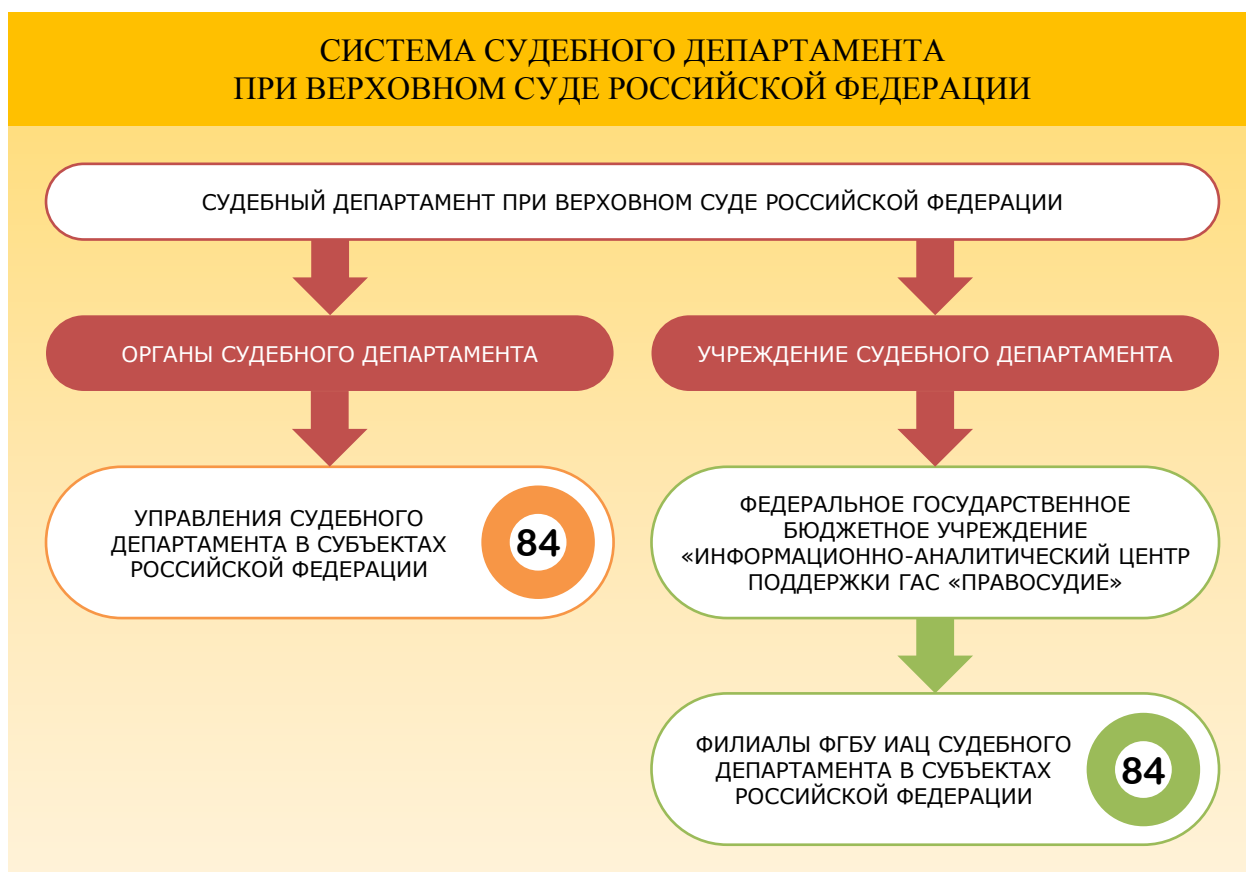 СИСТЕМА СУДЕБНОГО ДЕПАРТАМЕНТА
ПРИ ВЕРХОВНОМ СУДЕ РОССИЙСКОЙ ФЕДЕРАЦИИ
СУДЕБНЫЙ ДЕПАРТАМЕНТ ПРИ ВЕРХОВНОМ СУДЕ РОССИЙСКОЙ ФЕДЕРАЦИИ
ОРГАНЫ СУДЕБНОГО ДЕПАРТАМЕНТА
УЧРЕЖДЕНИЕ СУДЕБНОГО ДЕПАРТАМЕНТА
УПРАВЛЕНИЯ СУДЕБНОГО
ДЕПАРТАМЕНТА В СУБЪЕКТАХ
РОССИЙСКОЙ ФЕДЕРАЦИИ
84
ФЕДЕРАЛЬНОЕ ГОСУДАРСТВЕННОЕ
БЮДЖЕТНОЕ УЧРЕЖДЕНИЕ
«ИНФОРМАЦИОННО-АНАЛИТИЧЕСКИЙ ЦЕНТР
ПОДДЕРЖКИ ГАС «ПРАВОСУДИЕ»
ФИЛИАЛЫ ФГБУ ИАЦ СУДЕБНОГО
ДЕПАРТАМЕНТА В СУБЪЕКТАХ
РОССИЙСКОЙ ФЕДЕРАЦИИ
84